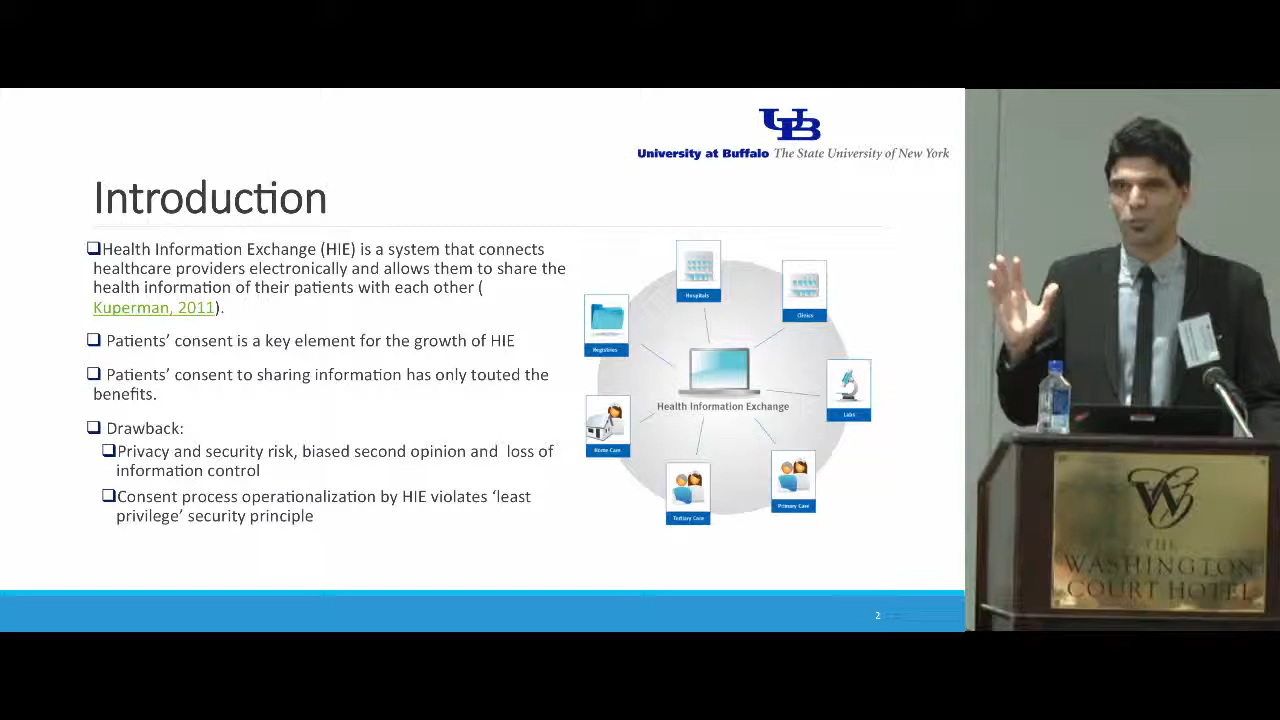 UB
University at Buffalo The State University of New York
Introduction
Health Information Exchange (HIE) is a system that connects
healthcare providers electronically and allows them to share the
health information of their patients with each other (
Kuperman, 2011).
Patients’ consent is a key element for the growth of HIE
Patients’ consent to sharing information has only touted the
benefits.
Drawback:
Privacy and security risk, biased second opinion and loss of
information control
Consent process operationalization by HIE violates ‘least
privilege’ security principle
Hospitals
Clinics
Registries
Labs
Health Information Exchange
Home Care
Tertiary Care
Primary Care
2
W
THE
WASHINGTON
COURT HOTEL